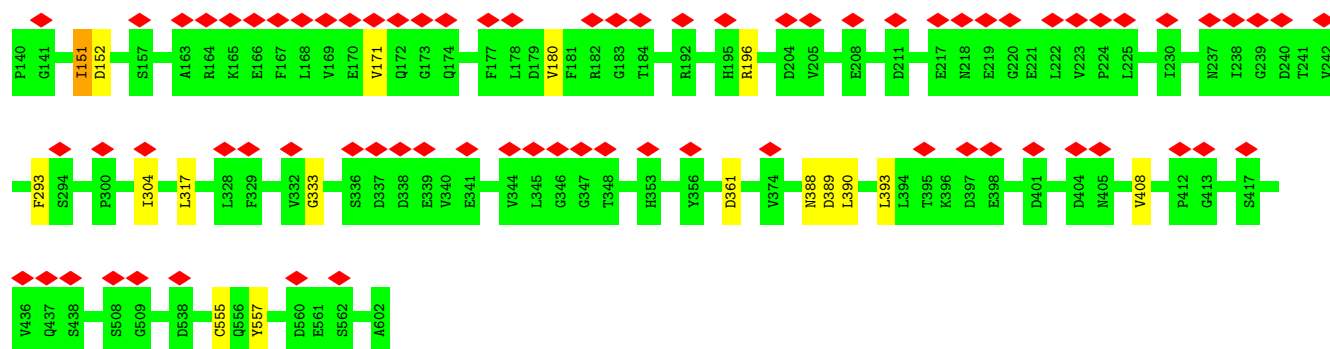 P140 G141 I151 D152 S157 A163 R164 K165 E166 F167 L168 V169 E170 V171 Q172 G173 Q174 F177 L178 D179 V180 F181 R182 G183 T184 R192 H195 R196 D204 V205 E208 D211 E217 N218 E219 G220 E221 L222 V223 P224 L225 I230 N237 I238 G239 D240 T241 V242
F293 S294 P300 I304 L317 L328 F329 V332 G333 S336 D337 D338 E339 V340 E341 V344 L345 G346 G347 T348 H353 Y356 D361 V374 N388 D389 L390 L393 L394 T395 K396 D397 E398 D401 D404 N405 V408 P412 G413 S417
V436 Q437 S438 S508 G509 D538 C555 Q556 Y557 D560 E561 S562 A602